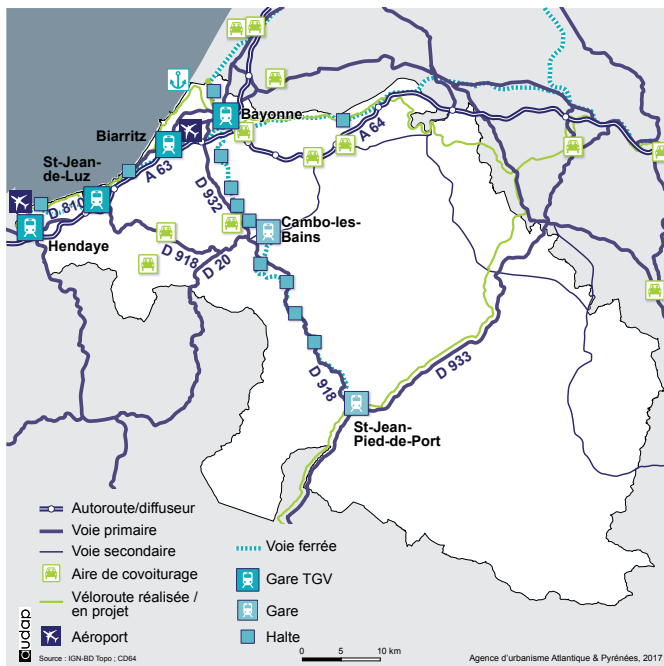 Bayonne
Biarritz
A 64
St-Jean-
de-Luz
A 63
D 932
D 810
Hendaye
Cambo-les-
Bains
D 918
D 20
D 933
D 918
St-Jean-
Pied-de-Port
Autoroute/diffuseur
Voie primaire
Voie secondaire
Aire de covoiturage
Véloroute réalisée /
en projet
Aéroport
Voie ferrée
Gare TGV
Gare
Halte
audap
Source : IGN-BD Topo ; CD64
0 5 10 km
Agence d'urbanisme Atlantique & Pyrénées, 2017